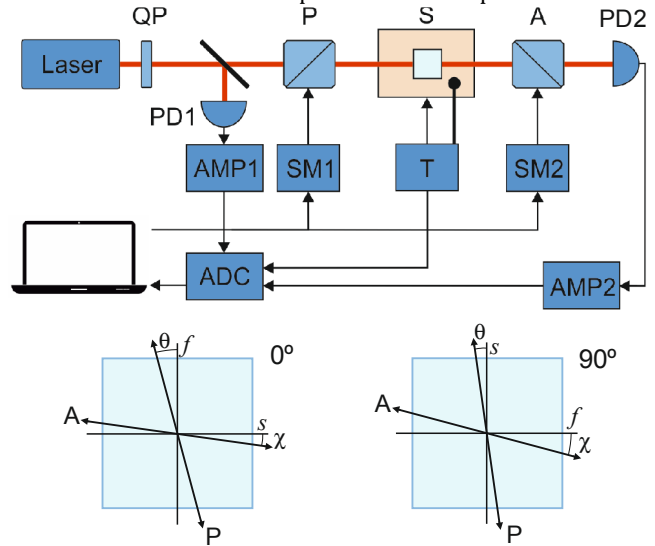 QP P S A PD2
Laser
PD1
AMP1 SM1 T SM2
ADC AMP2
θ f 0º θ s 90º
A s χ A f χ
P P